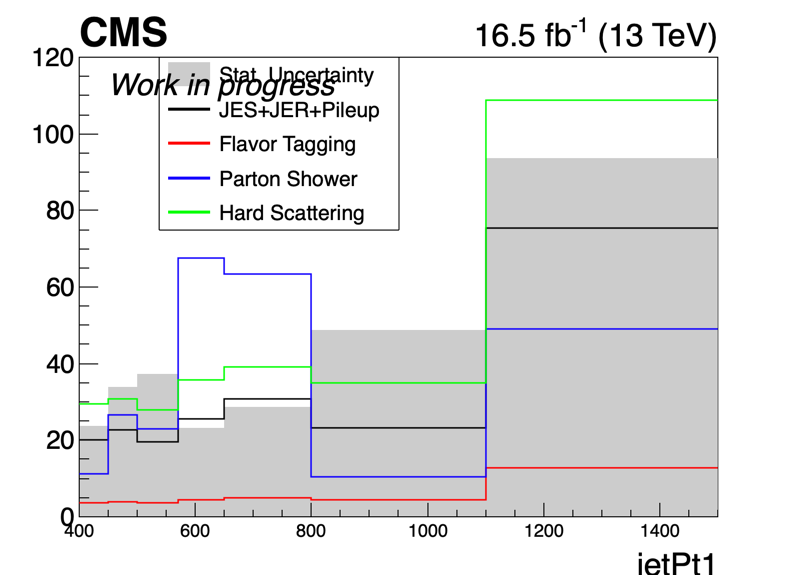 CMS 16.5 fb-1 (13 TeV)
Work in progress
Stat. Uncertainty
JES+JER+Pileup
Flavor Tagging
Parton Shower
Hard Scattering
120
100
80
60
40
20
0
400 600 800 1000 1200 1400
jetPt1